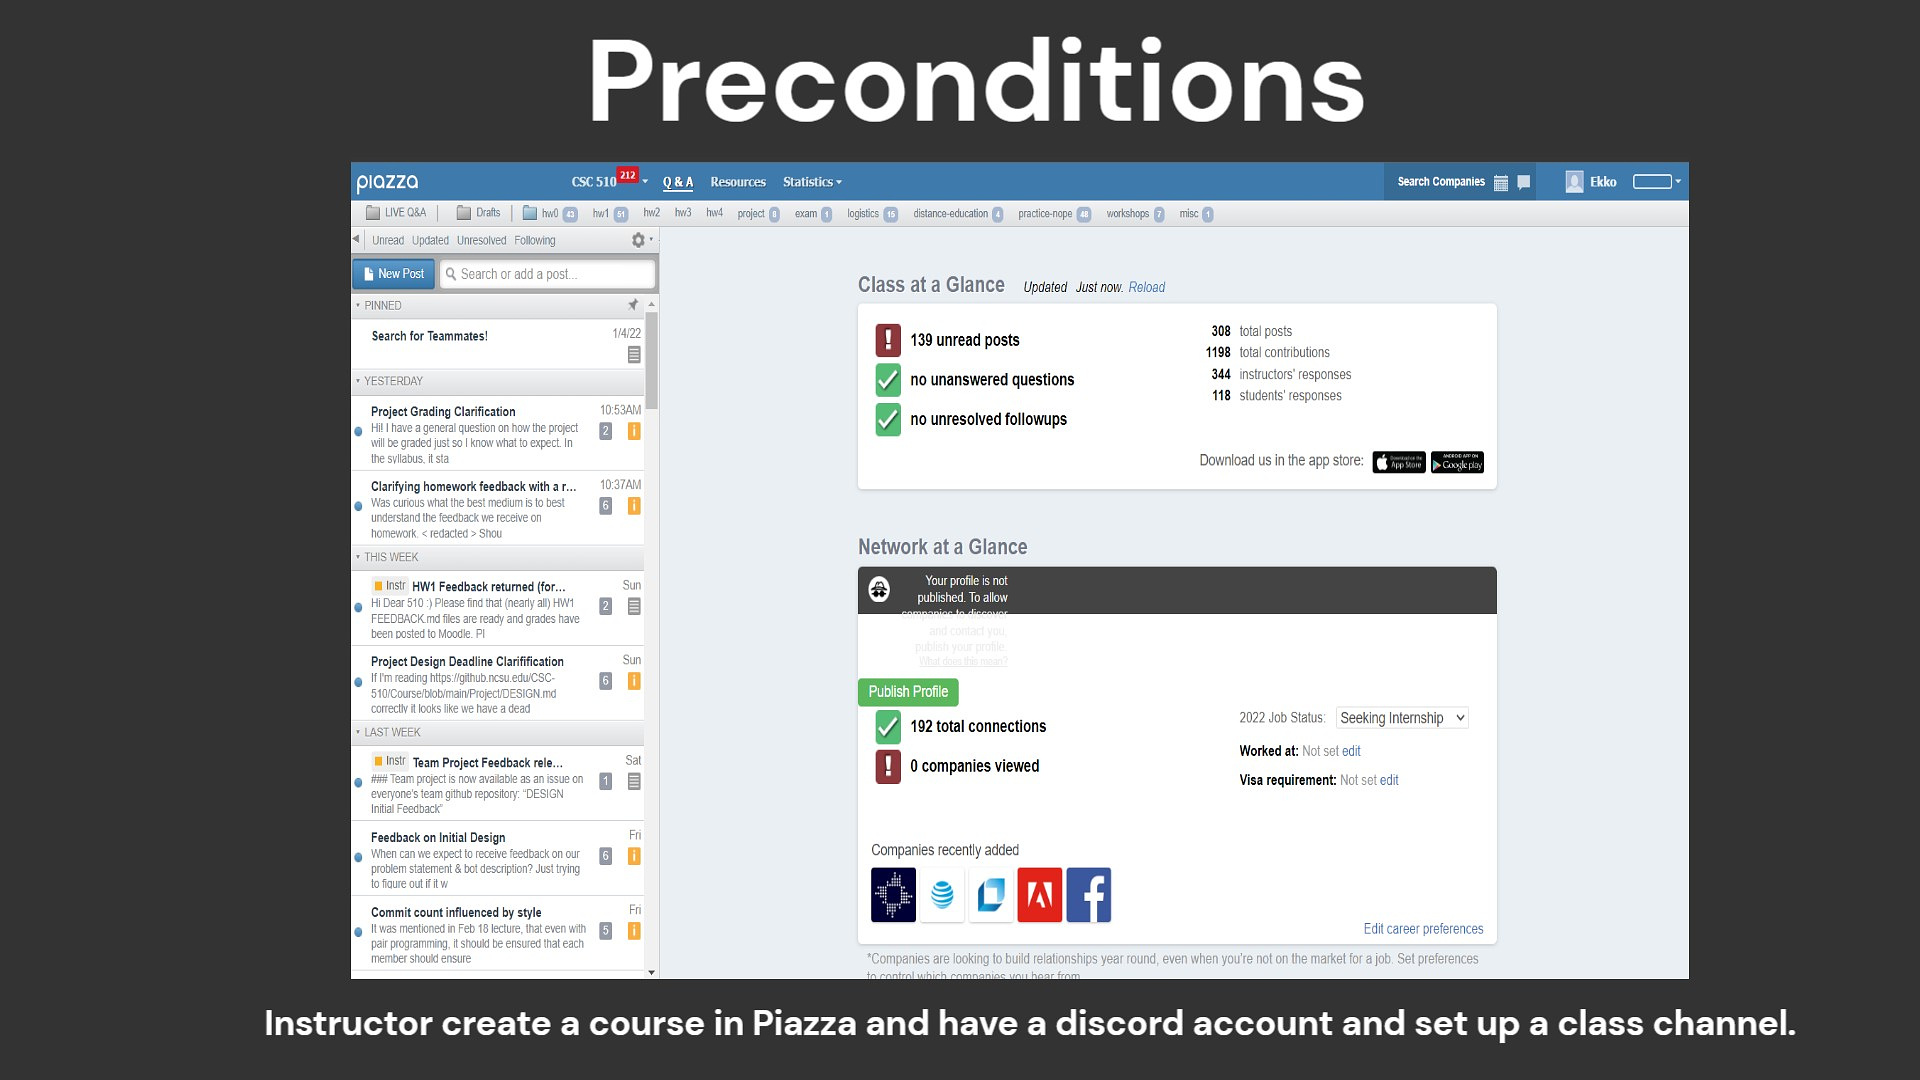 Preconditions
piazza
CSC 510 212
Q & A
Resources
Statistics
Search Companies
Ekko
LIVE Q&A
Drafts
hw0 43
hw1 51
hw2
hw3
hw4
project 8
exam 1
logistics 15
distance-education 4
practice-nope 48
workshops 7
misc 1
Unread Updated Unresolved Following
New Post
Search or add a post...
PINNED
Search for Teammates! 1/4/22
YESTERDAY
Project Grading Clarification 10:53AM
Hi! I have a general question on how the project 2 i
will be graded just so I know what to expect. In
the syllabus, it sta
Clarifying homework feedback with a r... 10:37AM
Was curious what the best medium is to best 6 i
understand the feedback we receive on
homework. < redacted > Shou
THIS WEEK
Instr HW1 Feedback returned (for... Sun
Hi Dear 510 :) Please find that (nearly all) HW1 2
FEEDBACK.md files are ready and grades have
been posted to Moodle. Pl
Project Design Deadline Clarifification Sun
If I'm reading https://github.ncsu.edu/CSC- 6 i
510/Course/blob/main/Project/DESIGN.md
correctly it looks like we have a dead
LAST WEEK
Instr Team Project Feedback rele... Sat
### Team project is now available as an issue on 1
everyone's team github repository: “DESIGN
Initial Feedback”
Feedback on Initial Design Fri
When can we expect to receive feedback on our 6 i
problem statement & bot description? Just trying
to figure out if it w
Commit count influenced by style Fri
It was mentioned in Feb 18 lecture, that even with 5 i
pair programming, it should be ensured that each
member should ensure
Class at a Glance Updated Just now. Reload
! 139 unread posts
no unanswered questions
no unresolved followups
308 total posts
1198 total contributions
344 instructors' responses
118 students' responses
Download us in the app store:
Download on the
App Store
ANDROID APP ON
Google play
Network at a Glance
Your profile is not
published. To allow
companies to discover
and contact you,
publish your profile.
What does this mean?
Publish Profile
192 total connections
! 0 companies viewed
2022 Job Status: Seeking Internship
Worked at: Not set edit
Visa requirement: Not set edit
Companies recently added
Edit career preferences
*Companies are looking to build relationships year round, even when you're not on the market for a job. Set preferences
to control which companies you hear from.
Instructor create a course in Piazza and have a discord account and set up a class channel.